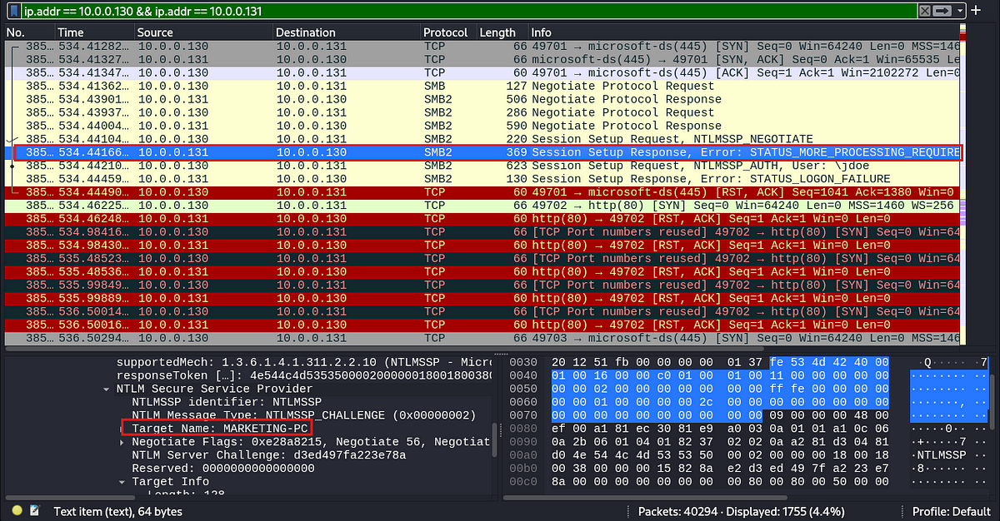 ip.addr == 10.0.0.130 && ip.addr == 10.0.0.131
No. Time Source Destination Protocol Length Info
385… 534.41282… 10.0.0.130 10.0.0.131 TCP 66 49701 → microsoft-ds(445) [SYN] Seq=0 Win=64240 Len=0 MSS=146
385… 534.41327… 10.0.0.131 10.0.0.130 TCP 66 microsoft-ds(445) → 49701 [SYN, ACK] Seq=0 Ack=1 Win=65535 Le
385… 534.41347… 10.0.0.130 10.0.0.131 TCP 60 49701 → microsoft-ds(445) [ACK] Seq=1 Ack=1 Win=2102272 Len=0
385… 534.41362… 10.0.0.130 10.0.0.131 SMB 127 Negotiate Protocol Request
385… 534.43901… 10.0.0.131 10.0.0.130 SMB2 506 Negotiate Protocol Response
385… 534.43937… 10.0.0.130 10.0.0.131 SMB2 286 Negotiate Protocol Request
385… 534.44004… 10.0.0.131 10.0.0.130 SMB2 590 Negotiate Protocol Response
385… 534.44104… 10.0.0.130 10.0.0.131 SMB2 220 Session Setup Request, NTLMSSP_NEGOTIATE
385… 534.44166… 10.0.0.131 10.0.0.130 SMB2 369 Session Setup Response, Error: STATUS_MORE_PROCESSING_REQUIRE
385… 534.44210… 10.0.0.130 10.0.0.131 SMB2 623 Session Setup Request, NTLMSSP_AUTH, User: \jdoe
385… 534.44459… 10.0.0.131 10.0.0.130 SMB2 130 Session Setup Response, Error: STATUS_LOGON_FAILURE
385… 534.44490… 10.0.0.130 10.0.0.131 TCP 60 49701 → microsoft-ds(445) [RST, ACK] Seq=1041 Ack=1380 Win=0
385… 534.46225… 10.0.0.130 10.0.0.131 TCP 66 49702 → http(80) [SYN] Seq=0 Win=64240 Len=0 MSS=1460 WS=256
385… 534.46248… 10.0.0.131 10.0.0.130 TCP 60 http(80) → 49702 [RST, ACK] Seq=1 Ack=1 Win=0 Len=0
385… 534.98416… 10.0.0.130 10.0.0.131 TCP 66 [TCP Port numbers reused] 49702 → http(80) [SYN] Seq=0 Win=64
385… 534.98430… 10.0.0.131 10.0.0.130 TCP 60 http(80) → 49702 [RST, ACK] Seq=1 Ack=1 Win=0 Len=0
385… 535.48523… 10.0.0.130 10.0.0.131 TCP 66 [TCP Port numbers reused] 49702 → http(80) [SYN] Seq=0 Win=64
385… 535.48536… 10.0.0.131 10.0.0.130 TCP 60 http(80) → 49702 [RST, ACK] Seq=1 Ack=1 Win=0 Len=0
385… 535.99849… 10.0.0.130 10.0.0.131 TCP 66 [TCP Port numbers reused] 49702 → http(80) [SYN] Seq=0 Win=64
385… 535.99889… 10.0.0.131 10.0.0.130 TCP 60 http(80) → 49702 [RST, ACK] Seq=1 Ack=1 Win=0 Len=0
385… 536.50014… 10.0.0.130 10.0.0.131 TCP 66 [TCP Port numbers reused] 49702 → http(80) [SYN] Seq=0 Win=64
385… 536.50016… 10.0.0.131 10.0.0.130 TCP 60 http(80) → 49702 [RST, ACK] Seq=1 Ack=1 Win=0 Len=0
385… 536.50294… 10.0.0.130 10.0.0.131 TCP 66 49703 → microsoft-ds(445) [SYN] Seq=0 Win=64240 Len=0 MSS=146
supportedMech: 1.3.6.1.4.1.311.2.2.10 (NTLMSSP - Micro
responseToken […]: 4e544c4d53535000020000001800180038
NTLM Secure Service Provider
NTLMSSP identifier: NTLMSSP
NTLM Message Type: NTLMSSP_CHALLENGE (0x00000002)
Target Name: MARKETING-PC
Negotiate Flags: 0xe28a8215, Negotiate 56, Negotiat
NTLM Server Challenge: d3ed497fa223e78a
Reserved: 0000000000000000
Target Info
Length: 128
0030 20 12 51 fb 00 00 00 00 01 37 fe 53 4d 42 40 00 ·Q····· ·7
0040 01 00 16 00 00 c0 01 00 01 00 11 00 00 00 00 00
0050 00 00 02 00 00 00 00 00 00 00 ff fe 00 00 00 00
0060 00 00 01 00 00 00 00 2c 00 00 00 00 00 00 00 00
0070 00 00 00 00 00 00 00 00 00 00 09 00 00 00 48 00
0080 ef 00 a1 81 ec 30 81 e9 a0 03 0a 01 01 a1 0c 06 ·····0··
0090 0a 2b 06 01 04 01 82 37 02 02 0a a2 81 d3 04 81 ·+·····7
00a0 d0 4e 54 4c 4d 53 53 50 00 02 00 00 00 18 00 18 ·NTLMSSP
00b0 00 38 00 00 00 15 82 8a e2 d3 ed 49 7f a2 23 e7 ·8······
00c0 8a 00 00 00 00 00 00 00 00 80 00 80 00 50 00 00
Text item (text), 64 bytes
Packets: 40294 · Displayed: 1755 (4.4%)
Profile: Default